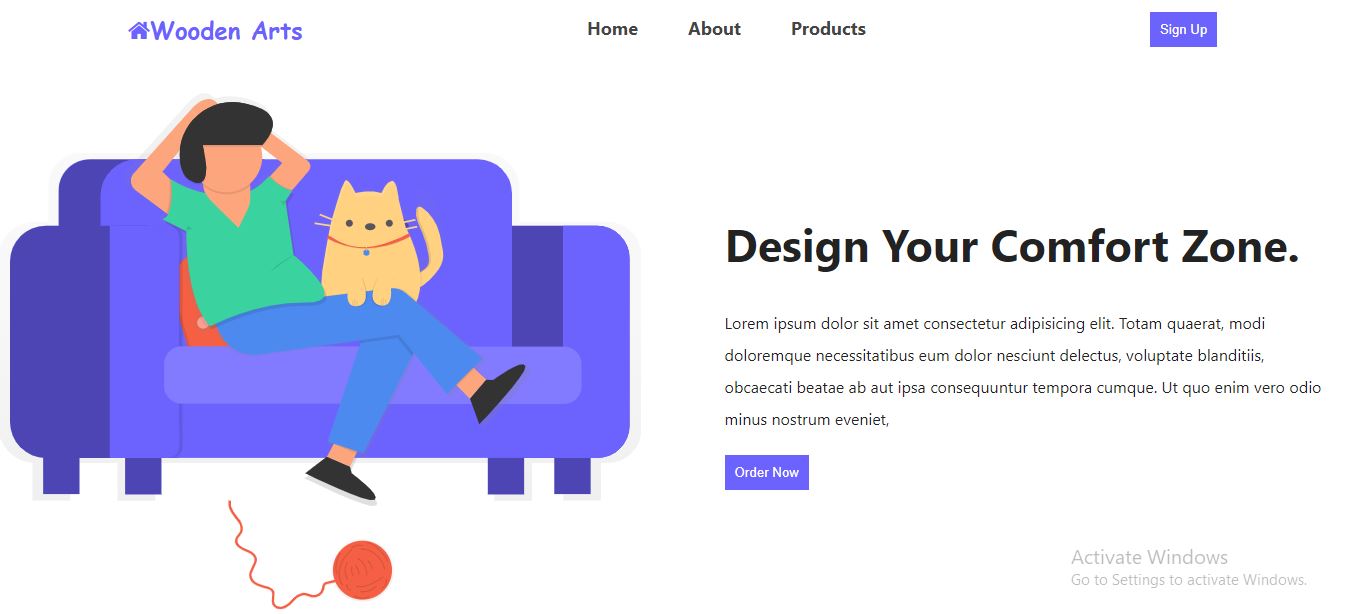 Wooden Arts
Home
About
Products
Sign Up
Design Your Comfort Zone.
Lorem ipsum dolor sit amet consectetur adipisicing elit. Totam quaerat, modi
doloremque necessitatibus eum dolor nesciunt delectus, voluptate blanditiis,
obcaecati beatae ab aut ipsa consequuntur tempora cumque. Ut quo enim vero odio
minus nostrum eveniet,
Order Now
Activate Windows
Go to Settings to activate Windows.